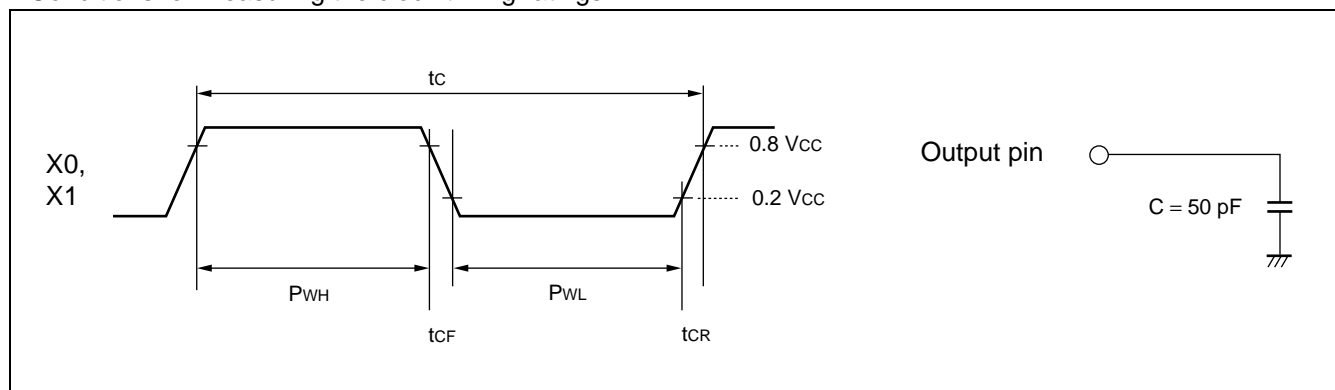 tC
0.8 VCC
X0,
X1
0.2 VCC
PWH
PWL
tCF
tCR
Output pin
C = 50 pF